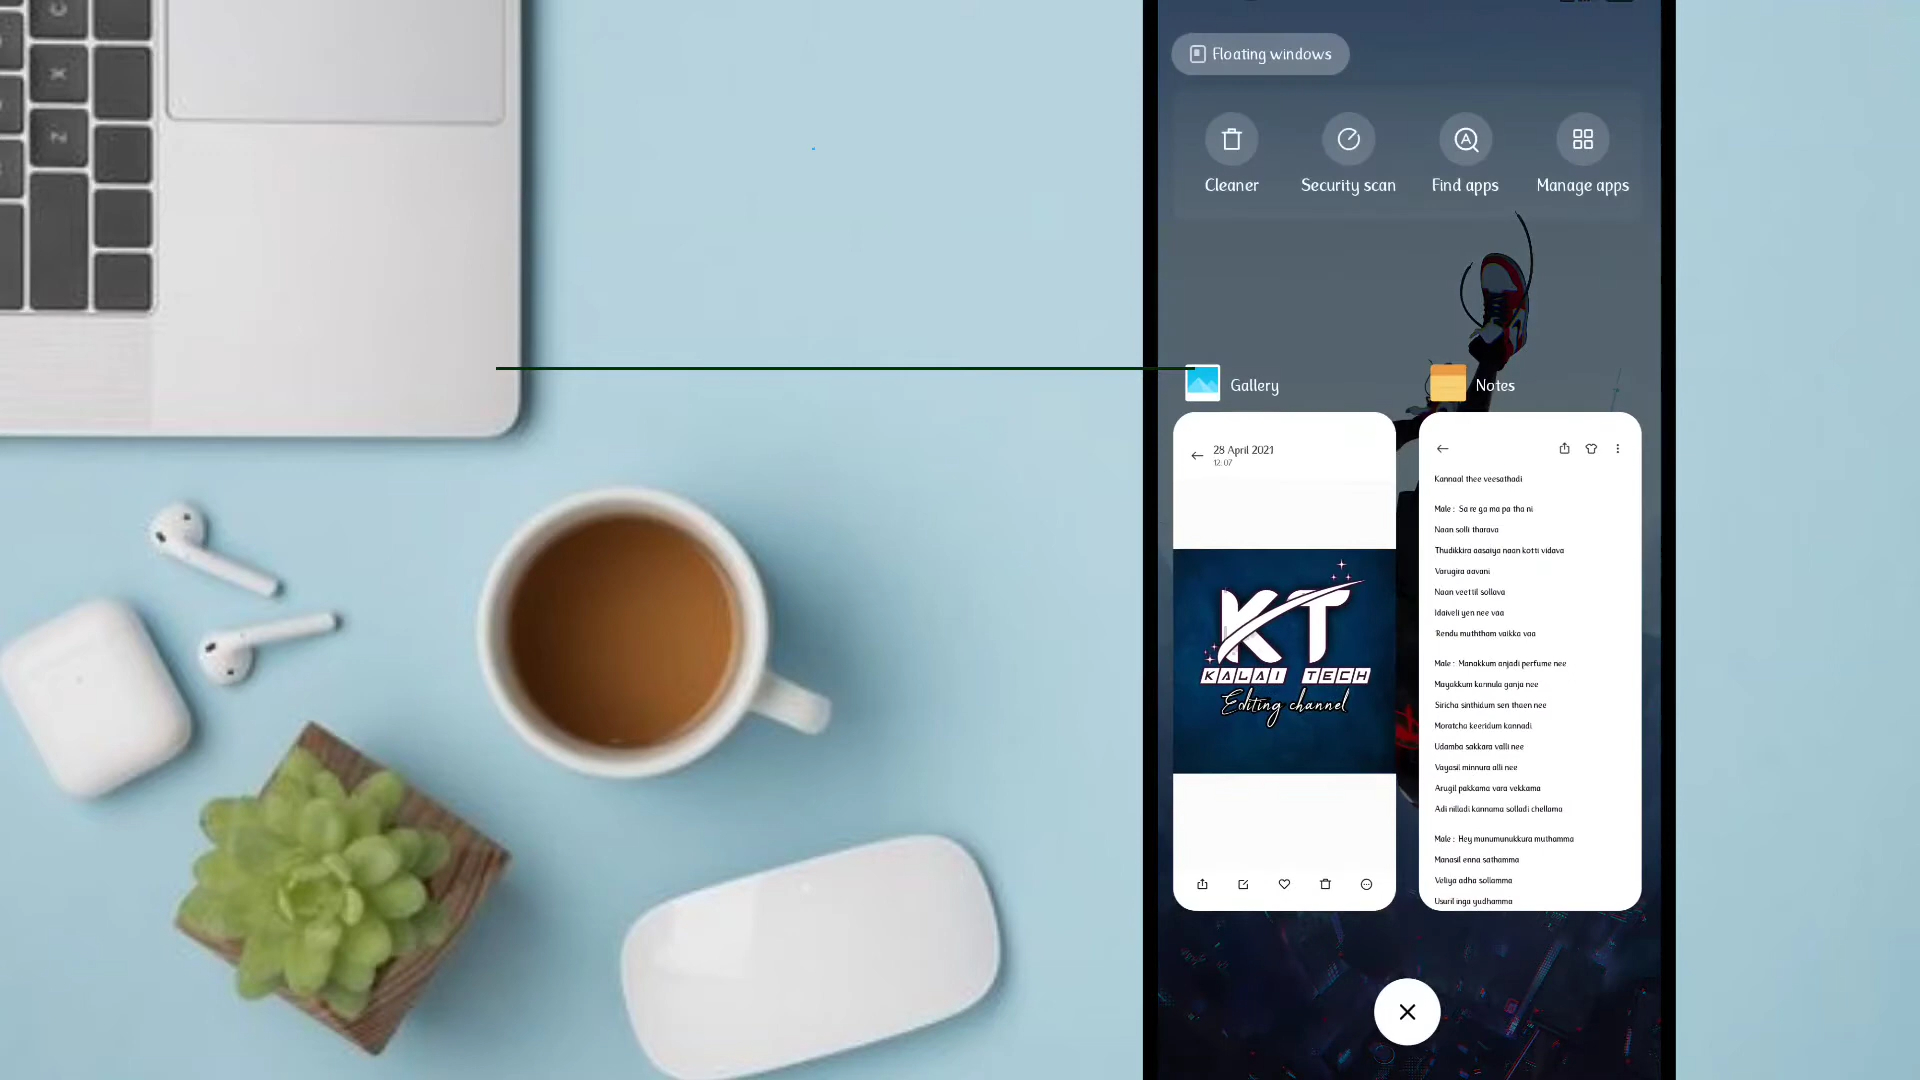 Floating windows
Cleaner
Security scan
Find apps
Manage apps
Gallery
Notes
28 April 2021
12:07
KT
KALAI TECH
Editing channel
Kannaal thee veesathadi
Male : Sa re ga ma pa tha ni
Naan solli tharava
Thudikkira aasaiya naan kotti vidava
Varugira aavani
Naan veettil sollava
Idaiveli yen nee vaa
Rendu muththam vaikka vaa
Male : Manakkum anjadi perfume nee
Mayakkum kannula ganja nee
Siricha sinthidum sen thaen nee
Moratcha keeridum kannadi
Udamba sakkara valli nee
Vayasil minnura alli nee
Arugil pakkama vara vekkama
Adi nilladi kannama solladi chellama
Male : Hey munumunukkura muthamma
Manasil enna sathamma
Veliya adha sollamma
Usuril inga yudhamma
X
Z